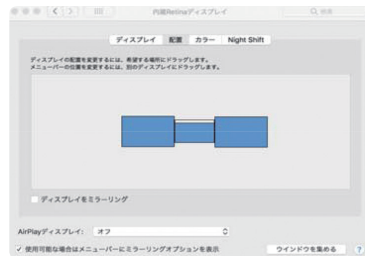 内蔵Retinaディスプレイ
検索
ディスプレイ 配置 カラー Night Shift
ディスプレイの配置を変更するには、希望する場所にドラッグします。
メニューバーの位置を変更するには、別のディスプレイにドラッグします。
ディスプレイをミラーリング
AirPlayディスプレイ: オフ
使用可能な場合はメニューバーにミラーリングオプションを表示 ウインドウを集める ?